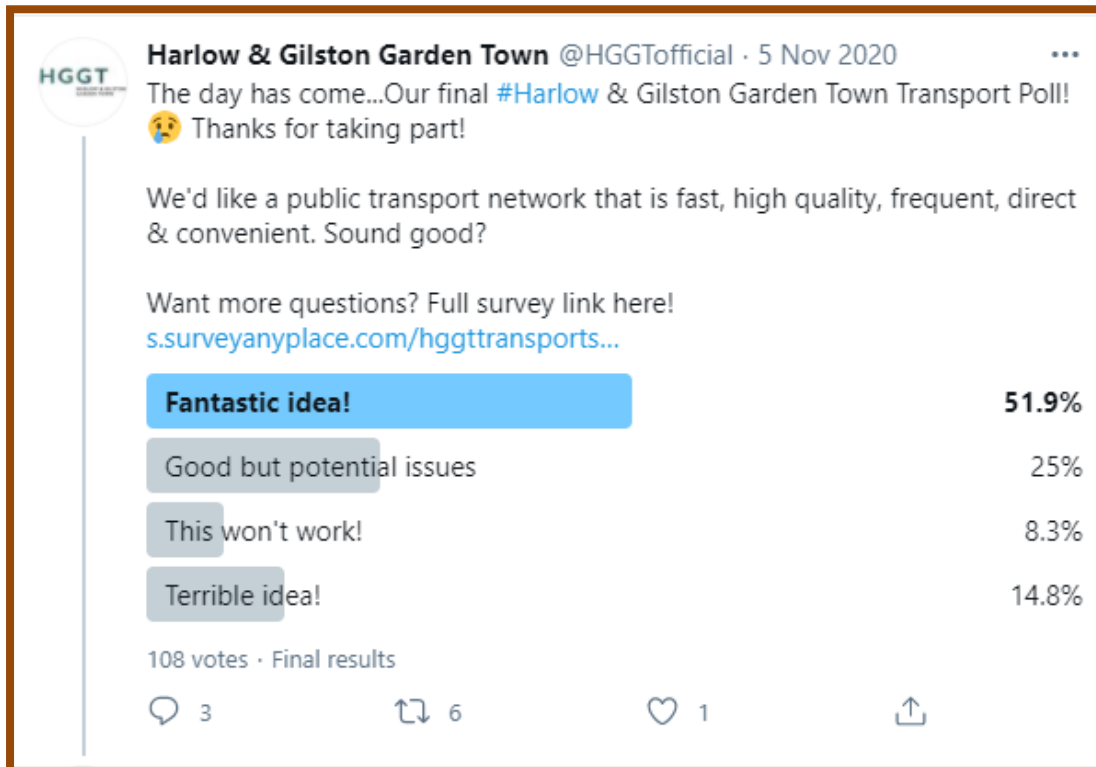 HGGT
Harlow & Gilston Garden Town @HGGTofficial · 5 Nov 2020
The day has come...Our final #Harlow & Gilston Garden Town Transport Poll!
😢 Thanks for taking part!
We'd like a public transport network that is fast, high quality, frequent, direct
& convenient. Sound good?
Want more questions? Full survey link here!
s.surveyanyplace.com/hggttransports...
Fantastic idea! 51.9%
Good but potential issues 25%
This won't work! 8.3%
Terrible idea! 14.8%
108 votes · Final results
3 6 1